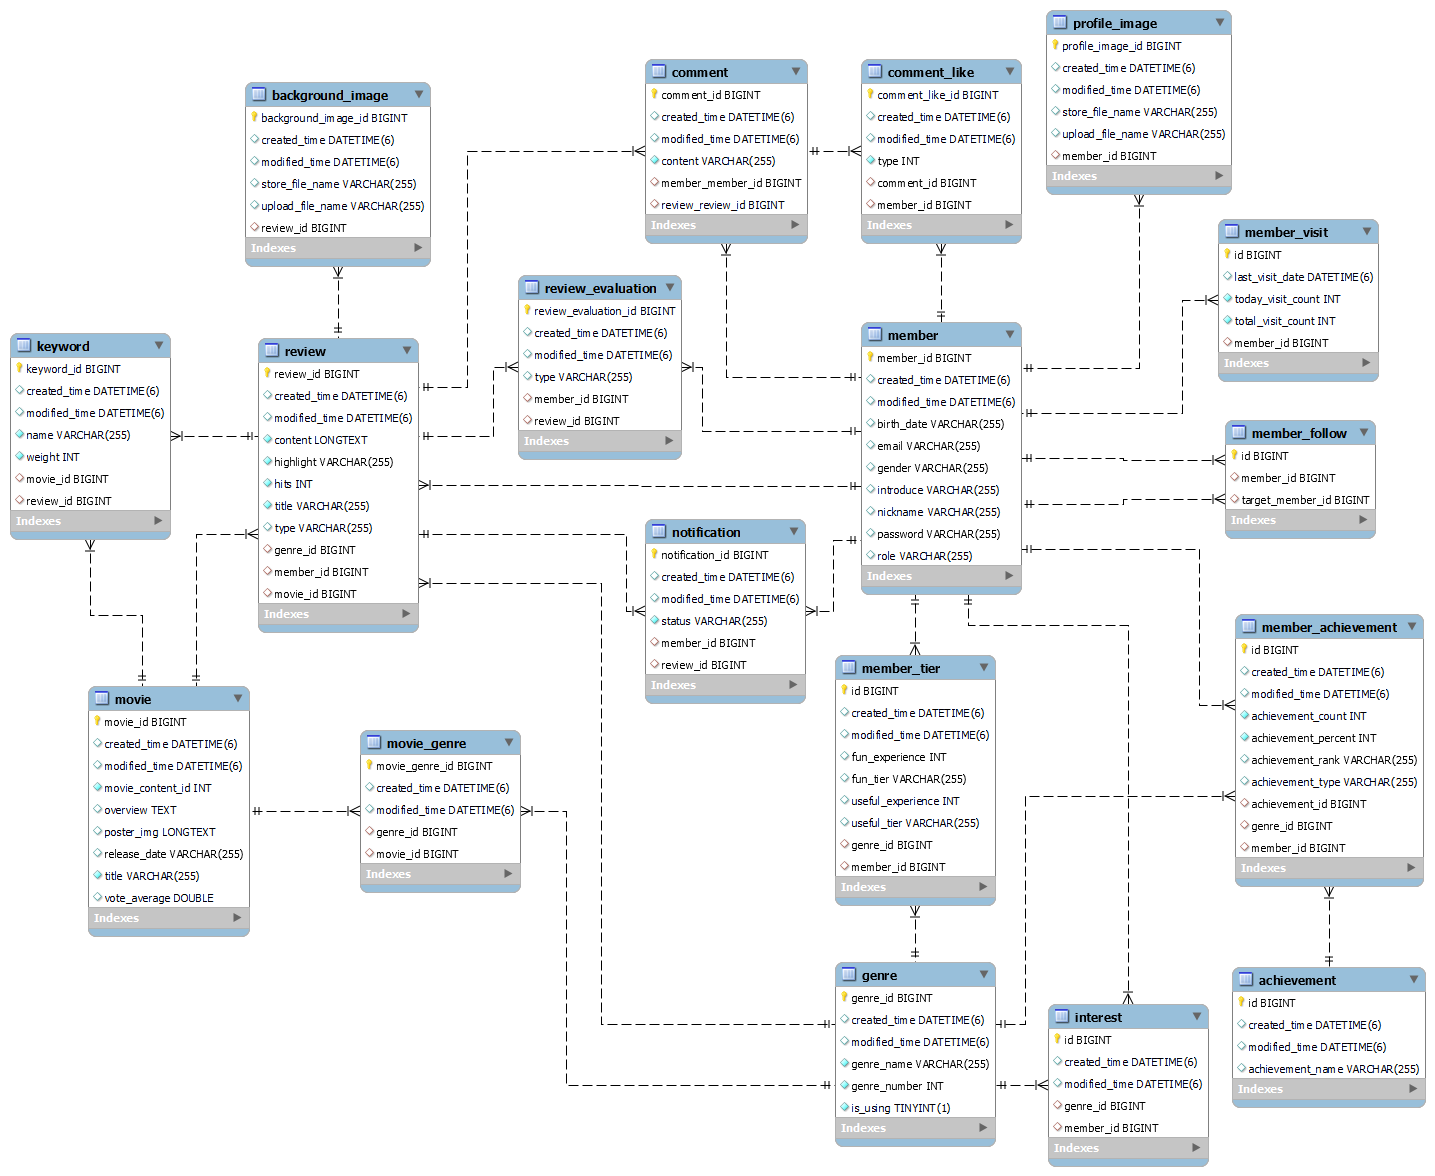 profile_image
profile_image_id BIGINT
created_time DATETIME(6)
modified_time DATETIME(6)
store_file_name VARCHAR(255)
upload_file_name VARCHAR(255)
member_id BIGINT
Indexes
comment
comment_id BIGINT
created_time DATETIME(6)
modified_time DATETIME(6)
content VARCHAR(255)
member_member_id BIGINT
review_review_id BIGINT
Indexes
comment_like
comment_like_id BIGINT
created_time DATETIME(6)
modified_time DATETIME(6)
type INT
comment_id BIGINT
member_id BIGINT
Indexes
background_image
background_image_id BIGINT
created_time DATETIME(6)
modified_time DATETIME(6)
store_file_name VARCHAR(255)
upload_file_name VARCHAR(255)
review_id BIGINT
Indexes
member_visit
id BIGINT
last_visit_date DATETIME(6)
today_visit_count INT
total_visit_count INT
member_id BIGINT
Indexes
review_evaluation
review_evaluation_id BIGINT
created_time DATETIME(6)
modified_time DATETIME(6)
type VARCHAR(255)
member_id BIGINT
review_id BIGINT
Indexes
member
member_id BIGINT
created_time DATETIME(6)
modified_time DATETIME(6)
birth_date VARCHAR(255)
email VARCHAR(255)
gender VARCHAR(255)
introduce VARCHAR(255)
nickname VARCHAR(255)
password VARCHAR(255)
role VARCHAR(255)
Indexes
keyword
keyword_id BIGINT
created_time DATETIME(6)
modified_time DATETIME(6)
name VARCHAR(255)
weight INT
movie_id BIGINT
review_id BIGINT
Indexes
review
review_id BIGINT
created_time DATETIME(6)
modified_time DATETIME(6)
content LONGTEXT
highlight VARCHAR(255)
hits INT
title VARCHAR(255)
type VARCHAR(255)
genre_id BIGINT
member_id BIGINT
movie_id BIGINT
Indexes
member_follow
id BIGINT
member_id BIGINT
target_member_id BIGINT
Indexes
notification
notification_id BIGINT
created_time DATETIME(6)
modified_time DATETIME(6)
status VARCHAR(255)
member_id BIGINT
review_id BIGINT
Indexes
member_achievement
id BIGINT
created_time DATETIME(6)
modified_time DATETIME(6)
achievement_count INT
achievement_percent INT
achievement_rank VARCHAR(255)
achievement_type VARCHAR(255)
achievement_id BIGINT
genre_id BIGINT
member_id BIGINT
Indexes
member_tier
id BIGINT
created_time DATETIME(6)
modified_time DATETIME(6)
fun_experience INT
fun_tier VARCHAR(255)
useful_experience INT
useful_tier VARCHAR(255)
genre_id BIGINT
member_id BIGINT
Indexes
movie
movie_id BIGINT
created_time DATETIME(6)
modified_time DATETIME(6)
movie_content_id INT
overview TEXT
poster_img LONGTEXT
release_date VARCHAR(255)
title VARCHAR(255)
vote_average DOUBLE
Indexes
movie_genre
movie_genre_id BIGINT
created_time DATETIME(6)
modified_time DATETIME(6)
genre_id BIGINT
movie_id BIGINT
Indexes
genre
genre_id BIGINT
created_time DATETIME(6)
modified_time DATETIME(6)
genre_name VARCHAR(255)
genre_number INT
is_using TINYINT(1)
Indexes
achievement
id BIGINT
created_time DATETIME(6)
modified_time DATETIME(6)
achievement_name VARCHAR(255)
Indexes
interest
id BIGINT
created_time DATETIME(6)
modified_time DATETIME(6)
genre_id BIGINT
member_id BIGINT
Indexes